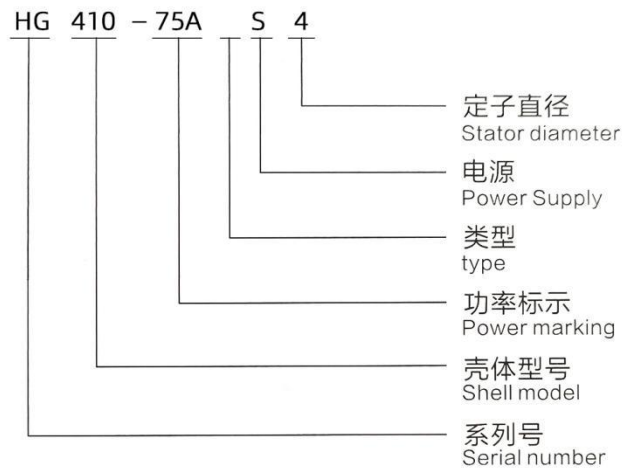 HG 410 - 75A S 4
定子直径
Stator diameter
电源
Power Supply
类型
type
功率标示
Power marking
壳体型号
Shell model
系列号
Serial number